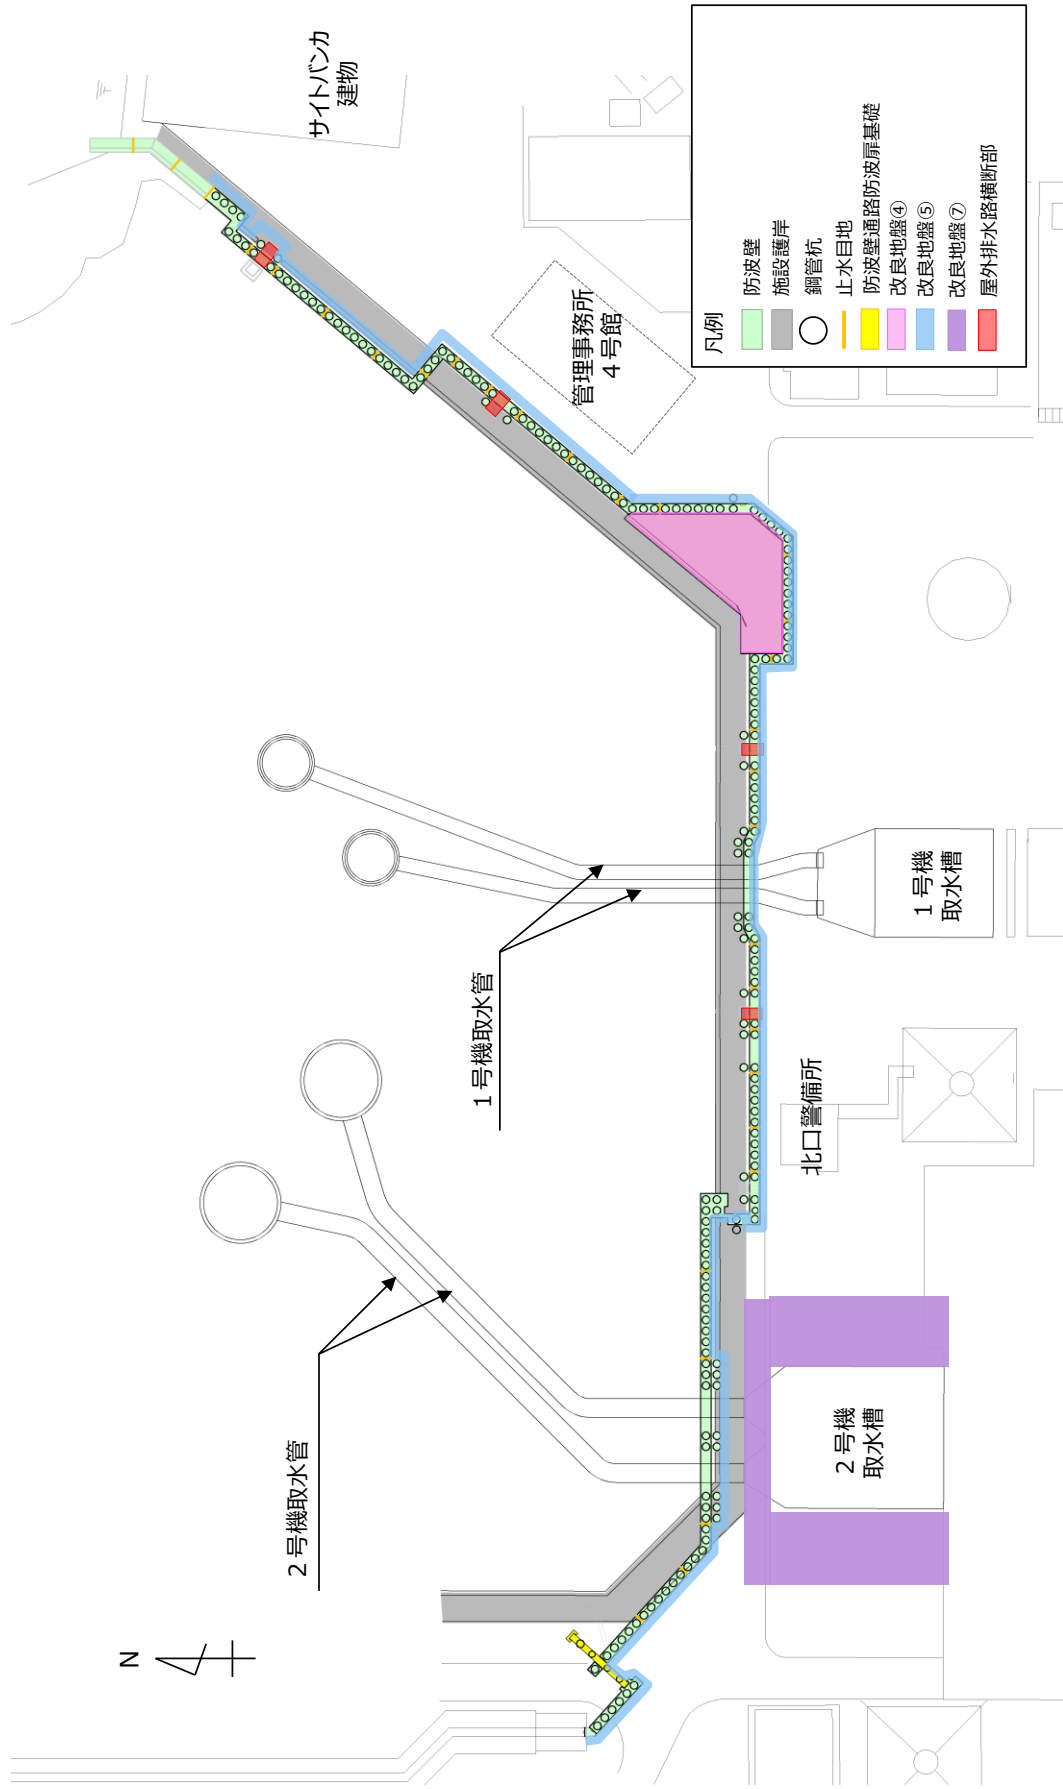 N
2号機取水管
1号機取水管
サイトバンカ
建物
管理事務所
4号館
北口警備所
2号機
取水槽
1号機
取水槽
凡例
防波壁
施設護岸
鋼管杭
止水目地
防波壁通路防波扉基礎
改良地盤④
改良地盤⑤
改良地盤⑦
屋外排水路横断部